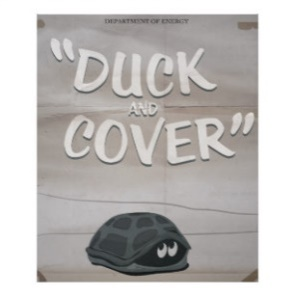 DEPARTMENT OF ENERGY
"DUCK
AND
COVER"